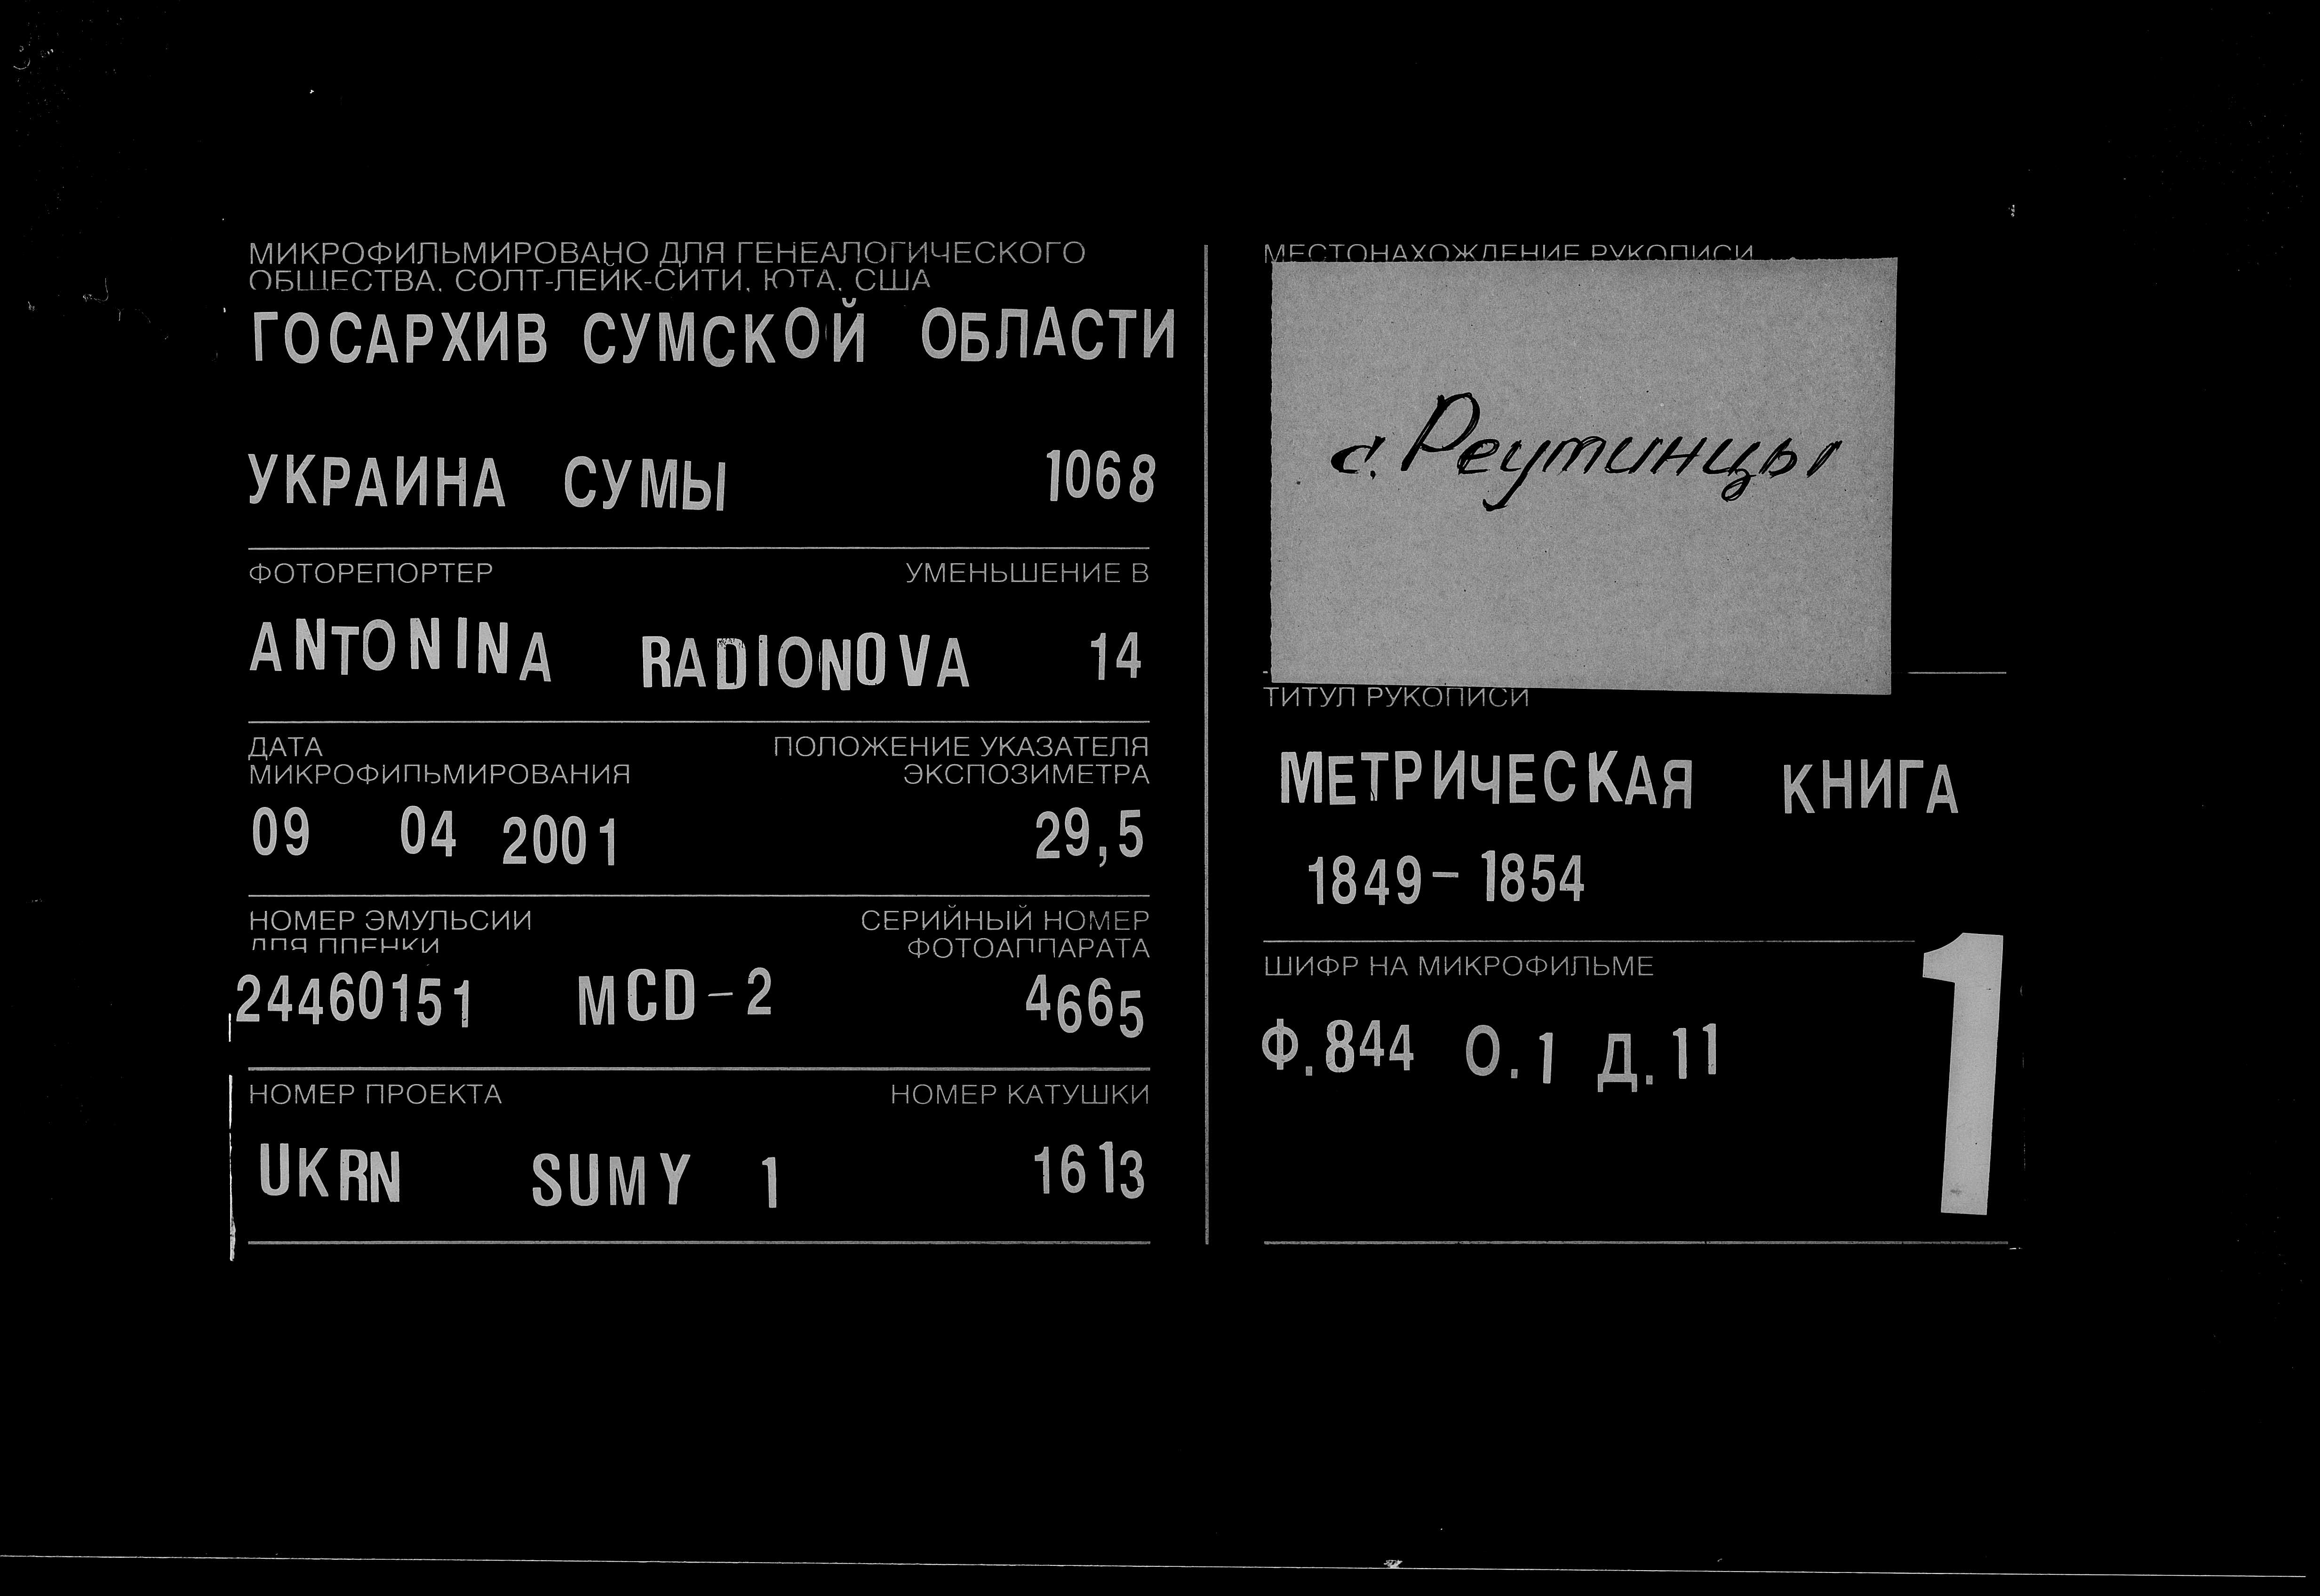 МИКРОФИЛЬМИРОВАНО ДЛЯ ГЕНЕАЛОГИЧЕСКОГО
ОБЩЕСТВА, СОЛТ-ЛЕЙК-СИТИ, ЮТА, США
ГОСАРХИВ СУМСКОЙ ОБЛАСТИ
УКРАИНА СУМЫ 1068
ФОТОРЕПОРТЕР УМЕНЬШЕНИЕ В
ANTONINA RADIONOVA 14
ДАТА ПОЛОЖЕНИЕ УКАЗАТЕЛЯ
МИКРОФИЛЬМИРОВАНИЯ ЭКСПОЗИМЕТРА
09 04 2001 29,5
НОМЕР ЭМУЛЬСИИ СЕРИЙНЫЙ НОМЕР
ДЛЯ ПЛЕНКИ ФОТОАППАРАТА
24460151 MCD-2 4665
НОМЕР ПРОЕКТА НОМЕР КАТУШКИ
UKRN SUMY 1 1613
МЕСТОНАХОЖДЕНИЕ РУКОПИСИ
с. Реутинцы
ТИТУЛ РУКОПИСИ
МЕТРИЧЕСКАЯ КНИГА
1849-1854
ШИФР НА МИКРОФИЛЬМЕ
Ф.844 О.1 Д.11
1